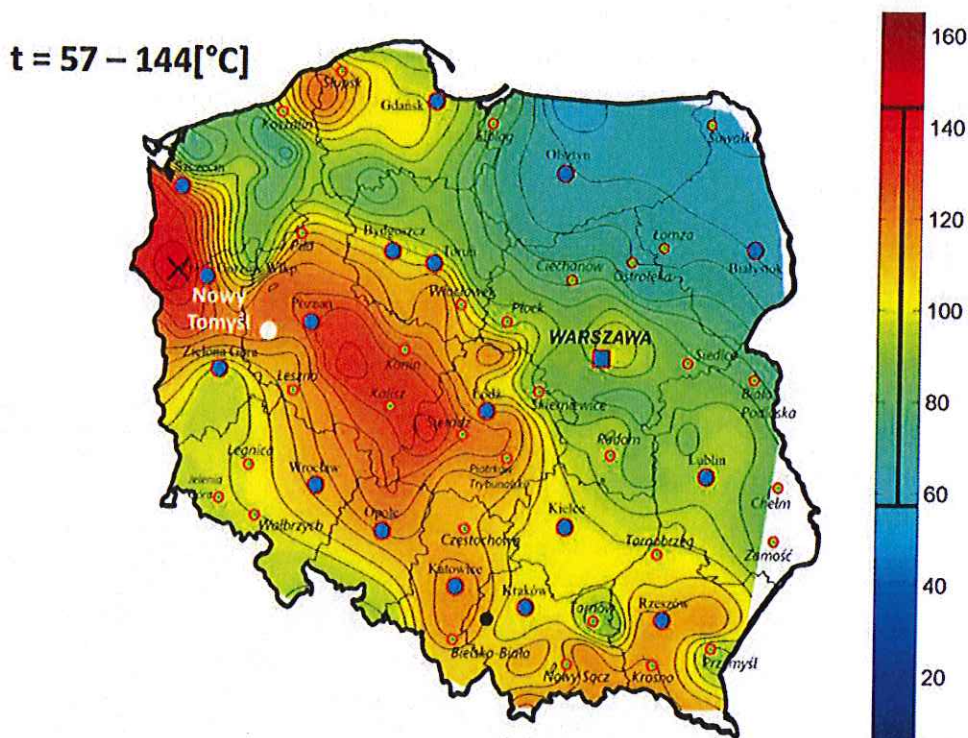 t = 57 – 144[°C]
160
140
120
100
80
60
40
20
Słupsk
Gdańsk
Koszalin
Elbląg
Suwałki
Szczecin
Olsztyn
Piła
Bydgoszcz
Toruń
Łomża
Ciechanów
Ostrołęka
Białystok
Gorzów Wlkp
Nowy
Tomyśl
Włocławek
Płock
Poznań
WARSZAWA
Zielona Góra
Konin
Siedlce
Leszno
Kalisz
Łódź
Skierniewice
Biała
Podlaska
Sieradz
Legnica
Radom
Piotrków
Trybunalski
Lublin
Jelenia
Góra
Wrocław
Chełm
Wałbrzych
Opole
Kielce
Częstochowa
Tarnobrzeg
Zamość
Katowice
Kraków
Tarnów
Rzeszów
Bielsko-Biała
Nowy Sącz
Krosno
Przemyśl